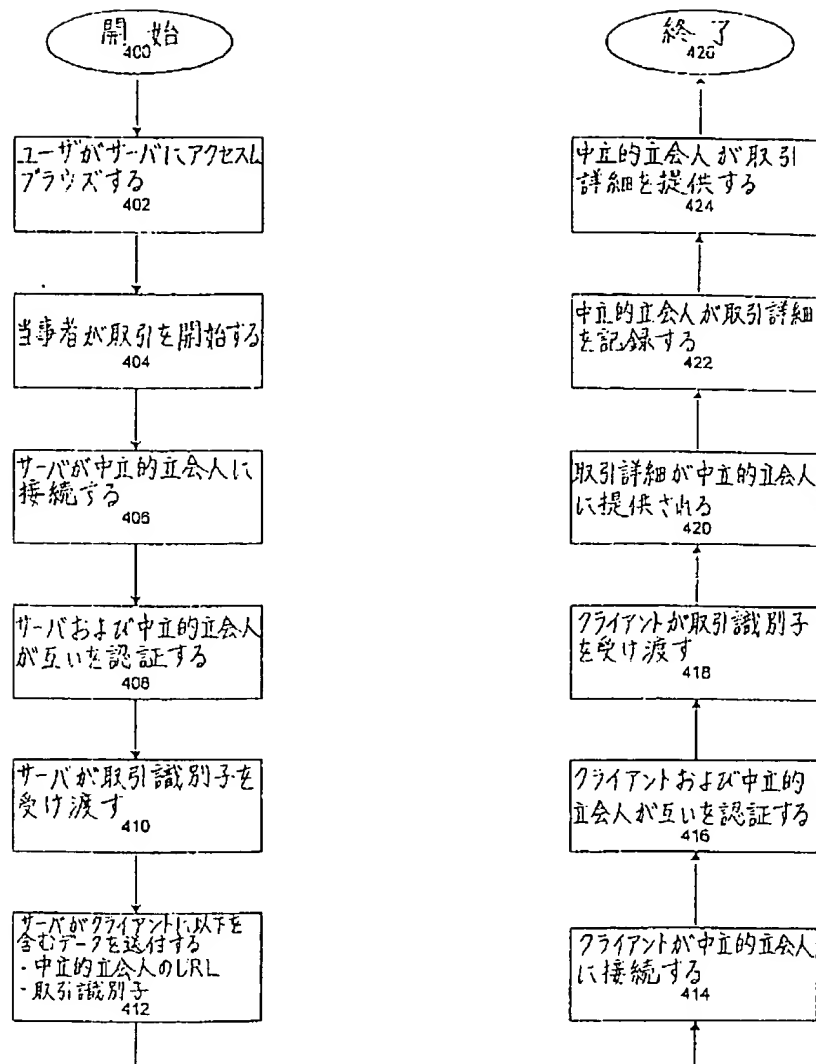 開始
400
ユーザがサーバにアクセスし
ブラウズする
402
当事者が取引を開始する
404
サーバが中立的立会人に
接続する
406
サーバおよび中立的立会人
が互いを認証する
408
サーバが取引識別子を
受け渡す
410
サーバがクライアントに以下を
含むデータを送付する
・中立的立会人のURL
・取引識別子
412
終了
426
中立的立会人が取引
詳細を提供する
424
中立的立会人が取引詳細
を記録する
422
取引詳細が中立的立会人
に提供される
420
クライアントが取引識別子
を受け渡す
418
クライアントおよび中立的
立会人が互いを認証する
416
クライアントが中立的立会人
に接続する
414